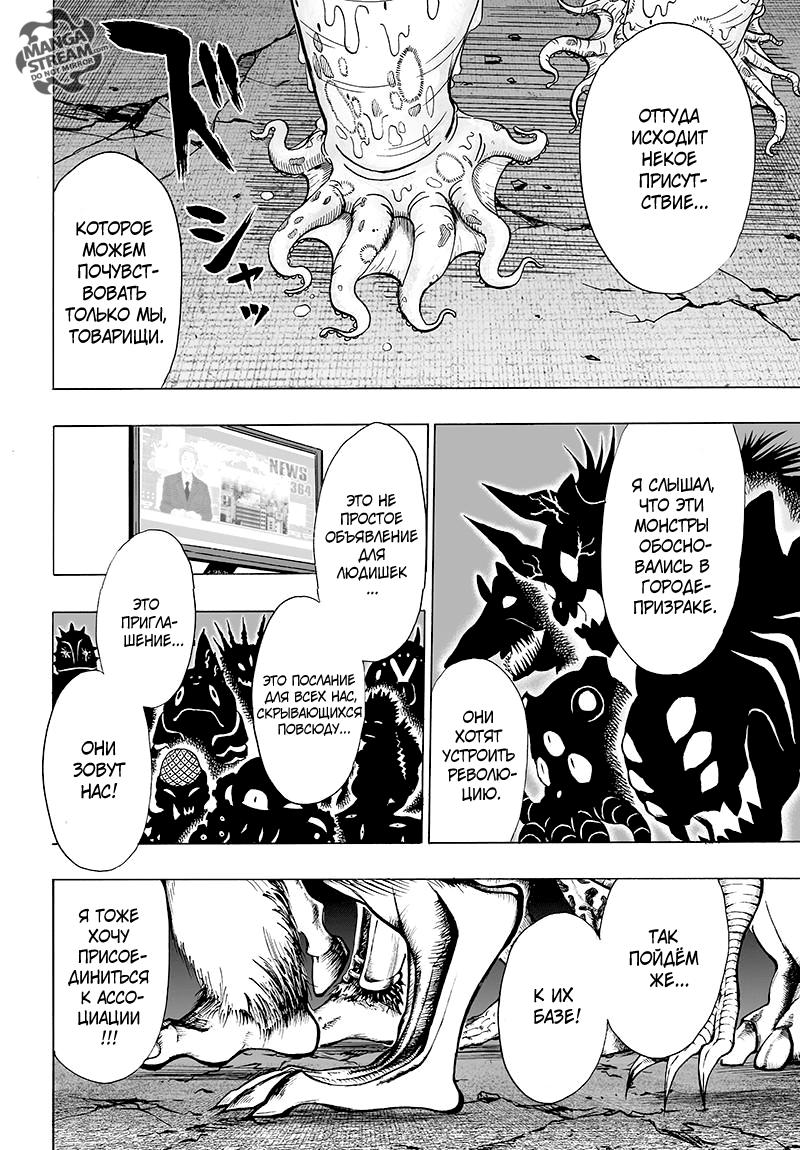 MANGA
STREAM.com
DO NOT MIRROR!
ズ
シャッ
ОТТУДА
ИСХОДИТ
НЕКОЕ
ПРИСУТ-
СТВИЕ...
КОТОРОЕ
МОЖЕМ
ПОЧУВСТ-
ВОВАТЬ
ТОЛЬКО МЫ,
ТОВАРИЩИ.
Я СЛЫШАЛ,
ЧТО ЭТИ
МОНСТРЫ
ОБОСНО-
ВАЛИСЬ В
ГОРОДЕ-
ПРИЗРАКЕ.
ОНИ
ХОТЯТ
УСТРОИТЬ
РЕВОЛЮ-
ЦИЮ.
NEWS
364
ЭТО НЕ
ПРОСТОЕ
ОБЪЯВЛЕНИЕ
ДЛЯ
ЛЮДИШЕК
...
ЭТО ПОСЛАНИЕ
ДЛЯ ВСЕХ НАС,
СКРЫВАЮЩИХСЯ
ПОВСЮДУ...
ЭТО
ПРИГЛА-
ШЕНИЕ...
ОНИ
ЗОВУТ
НАС!
ТАК
ПОЙДЁМ
ЖЕ...
К ИХ
БАЗЕ!
Я ТОЖЕ
ХОЧУ
ПРИСОЕ-
ДИНИТЬСЯ
К АССО-
ЦИАЦИИ
!!!